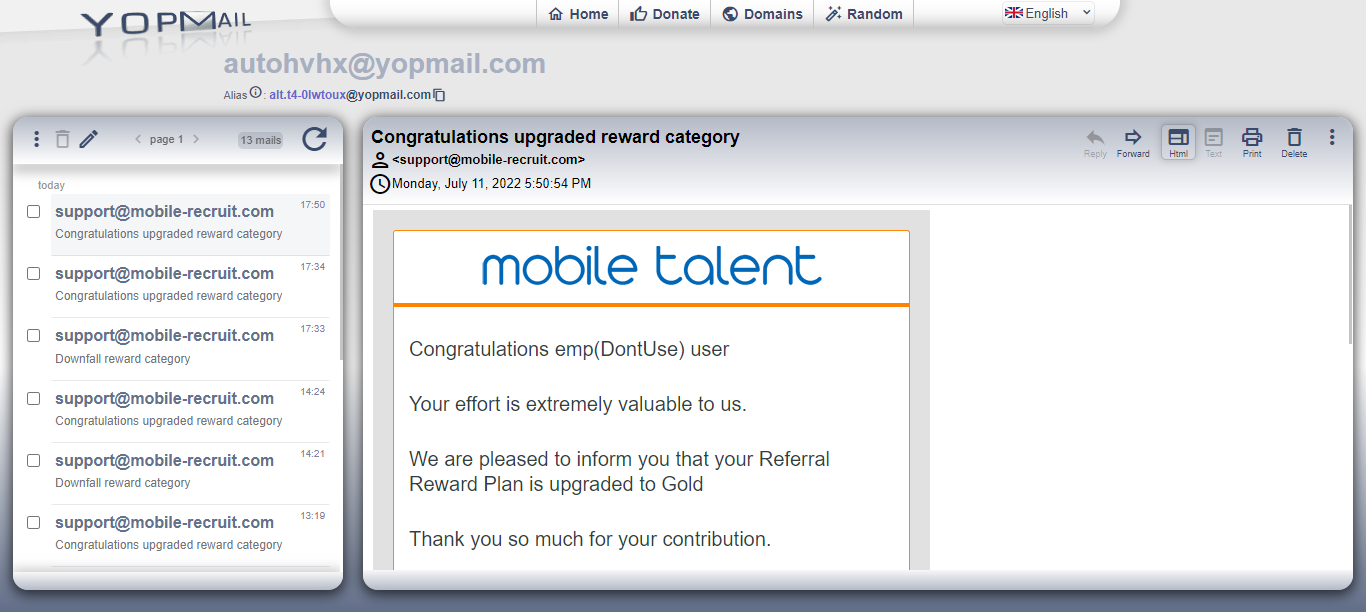 YOPMAIL
Home
Donate
Domains
Random
English
autohvhx@yopmail.com
Alias : alt.t4-0lwtoux@yopmail.com
page 1
13 mails
today
support@mobile-recruit.com 17:50
Congratulations upgraded reward category
support@mobile-recruit.com 17:34
Congratulations upgraded reward category
support@mobile-recruit.com 17:33
Downfall reward category
support@mobile-recruit.com 14:24
Congratulations upgraded reward category
support@mobile-recruit.com 14:21
Downfall reward category
support@mobile-recruit.com 13:19
Congratulations upgraded reward category
Congratulations upgraded reward category
<support@mobile-recruit.com>
Monday, July 11, 2022 5:50:54 PM
Reply
Forward
Html
Text
Print
Delete
mobile talent
Congratulations emp(DontUse) user
Your effort is extremely valuable to us.
We are pleased to inform you that your Referral
Reward Plan is upgraded to Gold
Thank you so much for your contribution.